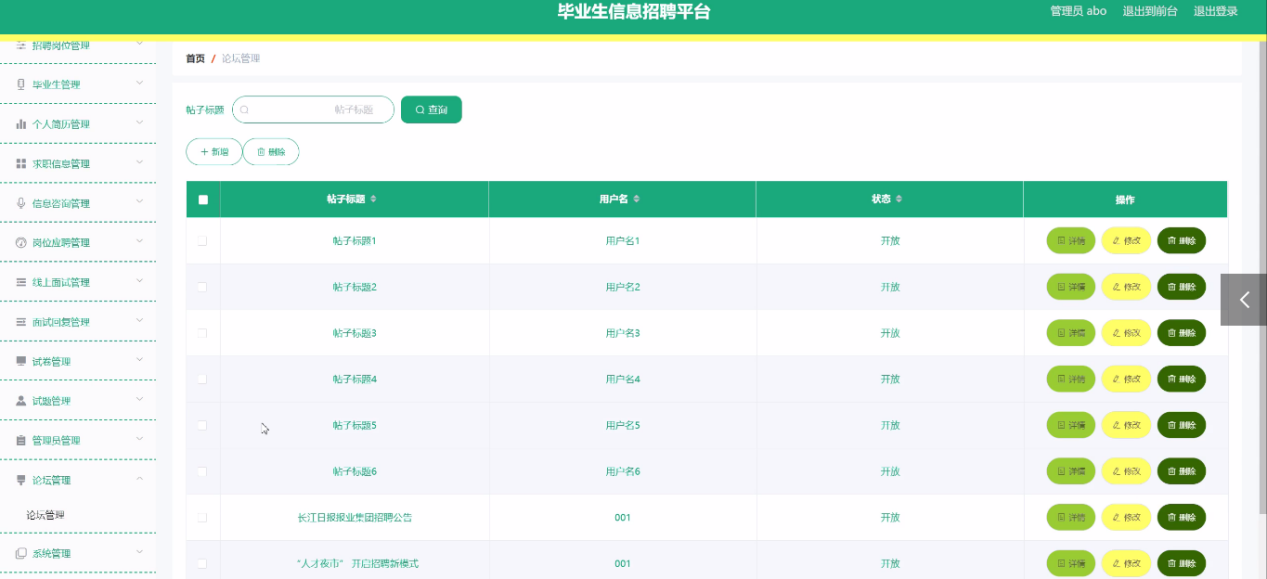 毕业生信息招聘平台
管理员 abo 退出到前台 退出登录
招聘岗位管理
毕业生管理
个人简历管理
求职信息管理
信息咨询管理
岗位应聘管理
线上面试管理
面试回复管理
试卷管理
试题管理
管理员管理
论坛管理
论坛管理
系统管理
首页 / 论坛管理
帖子标题 帖子标题 查询
+ 新增 删除
帖子标题 用户名 状态 操作
帖子标题1 用户名1 开放 详情 修改 删除
帖子标题2 用户名2 开放 详情 修改 删除
帖子标题3 用户名3 开放 详情 修改 删除
帖子标题4 用户名4 开放 详情 修改 删除
帖子标题5 用户名5 开放 详情 修改 删除
帖子标题6 用户名6 开放 详情 修改 删除
长江日报报业集团招聘公告 001 开放 详情 修改 删除
“人才夜市” 开启招聘新模式 001 开放 详情 修改 删除